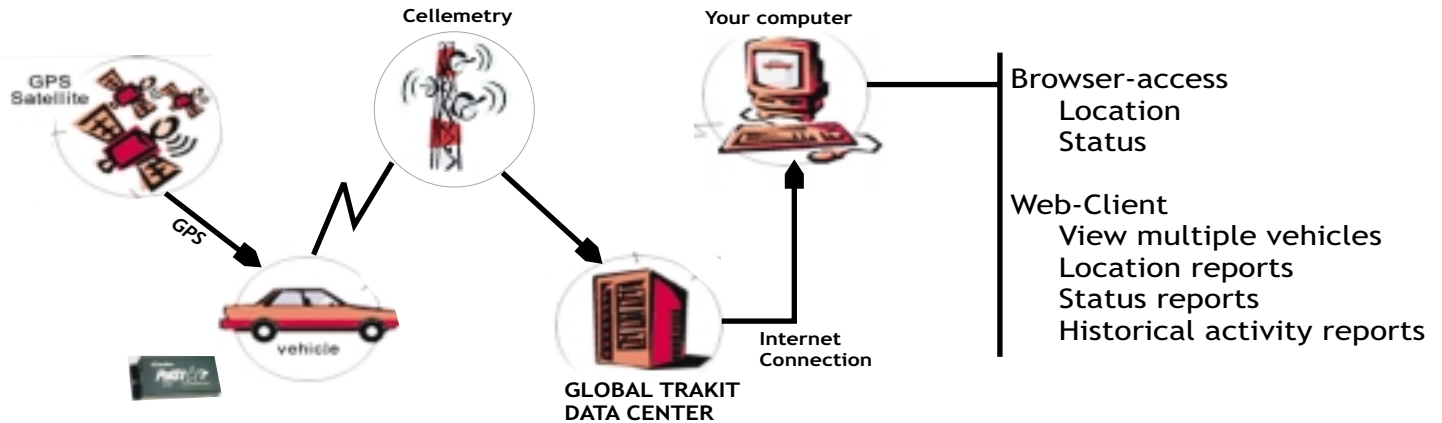 Cellemetry
Your computer
GPS
Satellite
GPS
vehicle
Internet
Connection
GLOBAL TRAKIT
DATA CENTER
Browser-access
Location
Status
Web-Client
View multiple vehicles
Location reports
Status reports
Historical activity reports